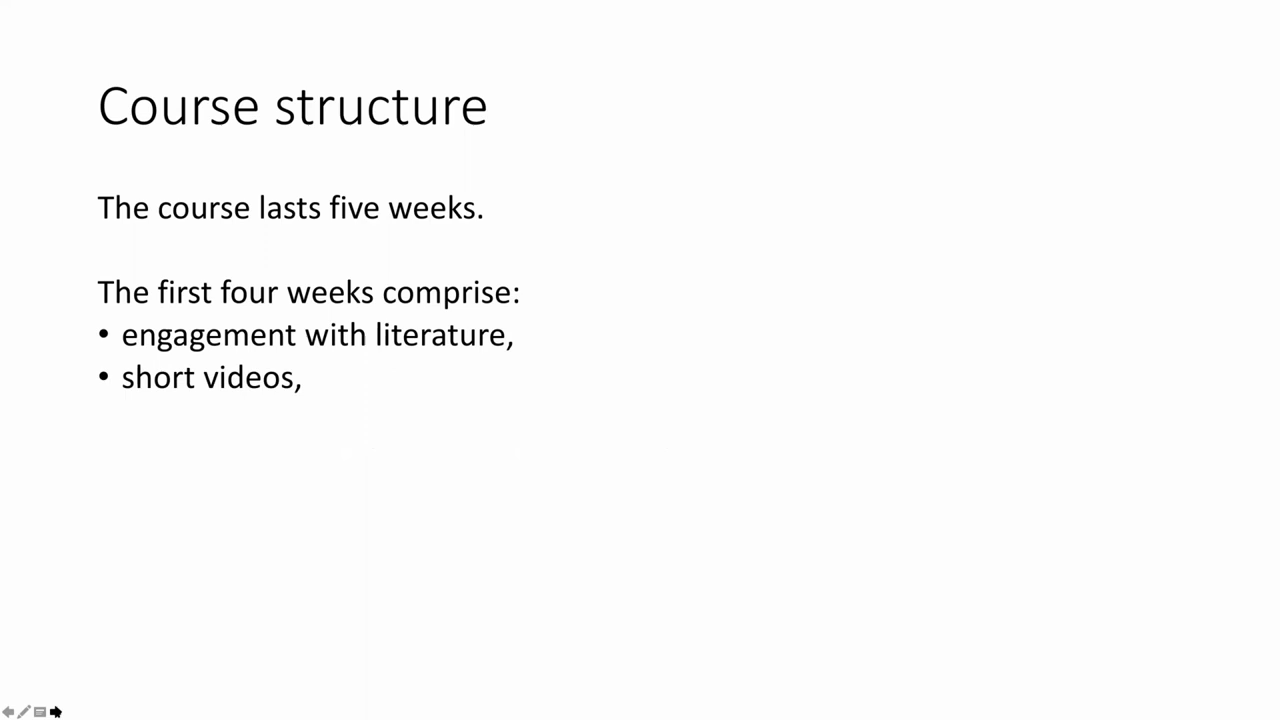 Course structure
The course lasts five weeks.
The first four weeks comprise:
• engagement with literature,
• short videos,